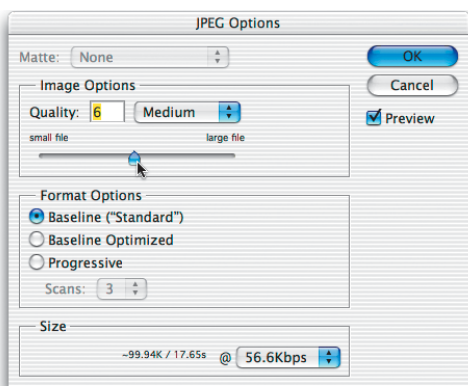 JPEG Options
Matte: None
OK
Image Options
Cancel
Quality: 6 Medium
Preview
small file large file
Format Options
Baseline (“Standard”)
Baseline Optimized
Progressive
Scans: 3
Size
~99.94K / 17.65s @ 56.6Kbps